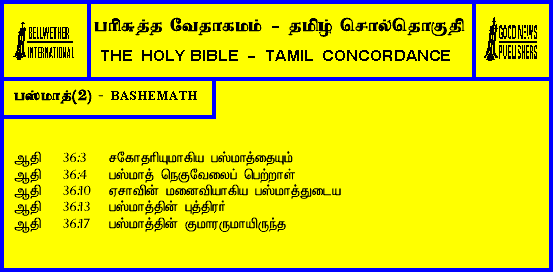 BELLWETHER
INTERNATIONAL
பரிசுத்த வேதாகமம் - தமிழ் சொல்தொகுதி
THE HOLY BIBLE - TAMIL CONCORDANCE
GOOD NEWS
PUBLISHERS
பஸ்மாத்(2) - BASHEMATH
ஆதி 36:3 சகோதரியுமாகிய பஸ்மாத்தையும்
ஆதி 36:4 பஸ்மாத் நெகுவேலைப் பெற்றாள்
ஆதி 36:10 ஏசாவின் மனைவியாகிய பஸ்மாத்துடைய
ஆதி 36:13 பஸ்மாத்தின் புத்திரர்
ஆதி 36:17 பஸ்மாத்தின் குமாரருமாயிருந்த